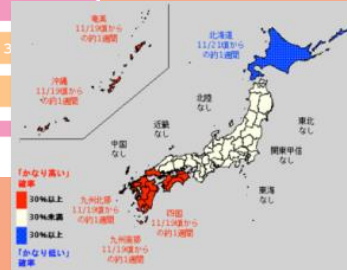 3
奄美
11/19頃から
の約1週間
北海道
11/21頃から
の約1週間
沖縄
11/19頃から
の約1週間
北陸
なし
近畿
なし
東北
なし
中国
なし
関東甲信
なし
東海
なし
「かなり高い」
確率
30%以上
30%未満
30%以上
「かなり低い」
確率
九州北部
11/19頃から
の約1週間
四国
11/19頃から
の約1週間
九州南部
11/19頃から
の約1週間